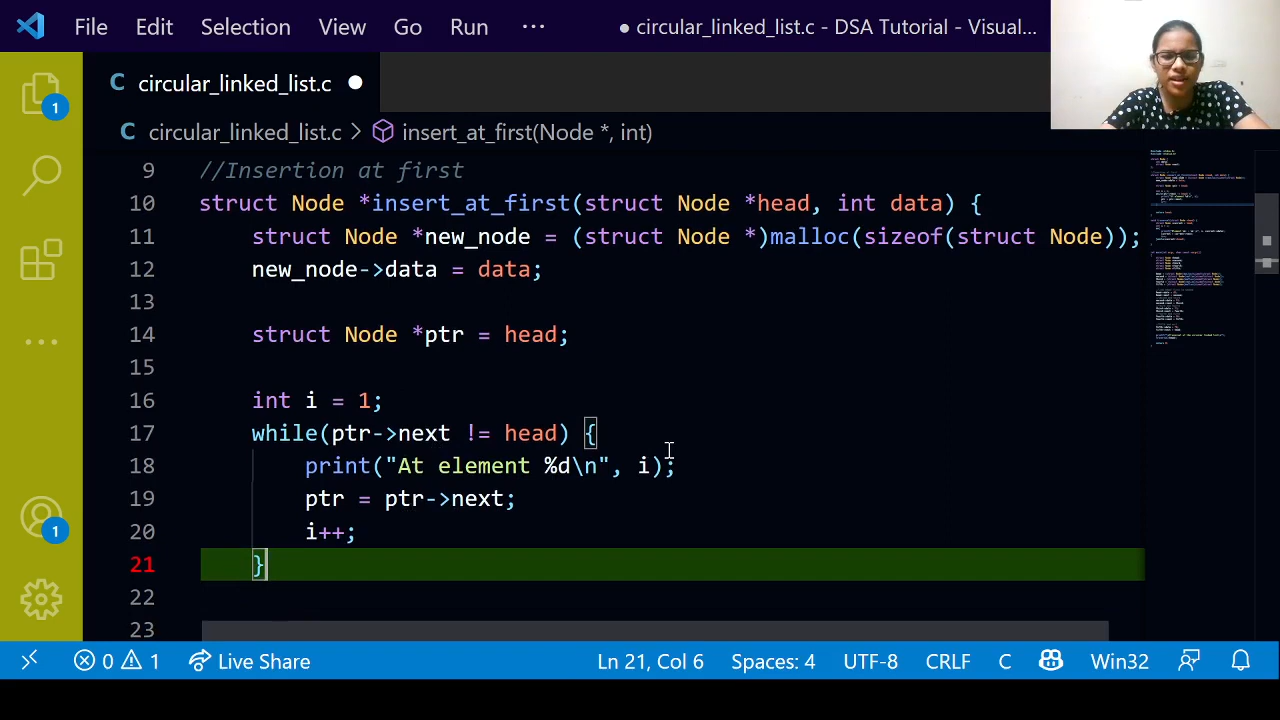 File Edit Selection View Go Run ··· ● circular_linked_list.c - DSA Tutorial - Visual...
C circular_linked_list.c ●
C circular_linked_list.c > insert_at_first(Node *, int)
9 //Insertion at first
10 struct Node *insert_at_first(struct Node *head, int data) {
11 struct Node *new_node = (struct Node *)malloc(sizeof(struct Node));
12 new_node->data = data;
13
14 struct Node *ptr = head;
15
16 int i = 1;
17 while(ptr->next != head) {
18 print("At element %d\n", i);
19 ptr = ptr->next;
20 i++;
21 }
22
23
1
1
0 1 Live Share Ln 21, Col 6 Spaces: 4 UTF-8 CRLF C Win32